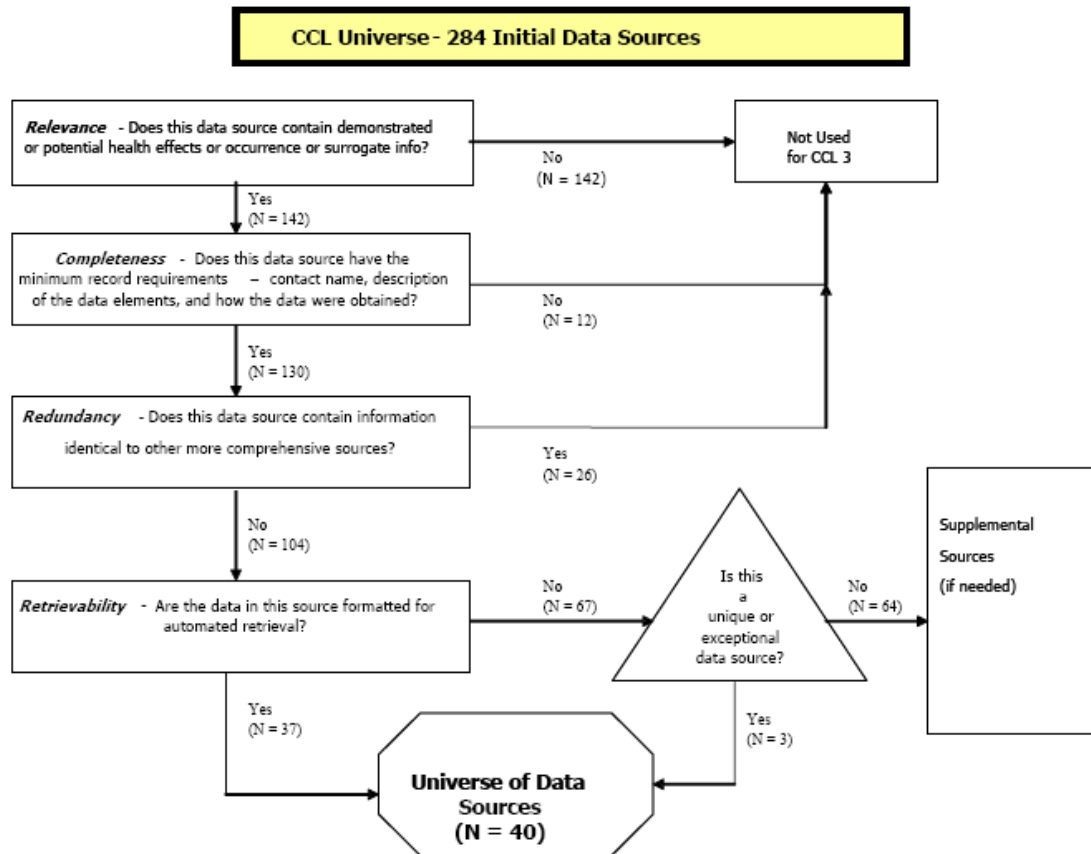 CCL Universe - 284 Initial Data Sources
Relevance - Does this data source contain demonstrated
or potential health effects or occurrence or surrogate info?
No
(N = 142)
Not Used
for CCL 3
Yes
(N = 142)
Completeness - Does this data source have the
minimum record requirements – contact name, description
of the data elements, and how the data were obtained?
No
(N = 12)
Yes
(N = 130)
Redundancy - Does this data source contain information
identical to other more comprehensive sources?
Yes
(N = 26)
No
(N = 104)
Retrievability - Are the data in this source formatted for
automated retrieval?
No
(N = 67)
Is this
a
unique or
exceptional
data source?
No
(N = 64)
Supplemental
Sources
(if needed)
Yes
(N = 37)
Yes
(N = 3)
Universe of Data
Sources
(N = 40)